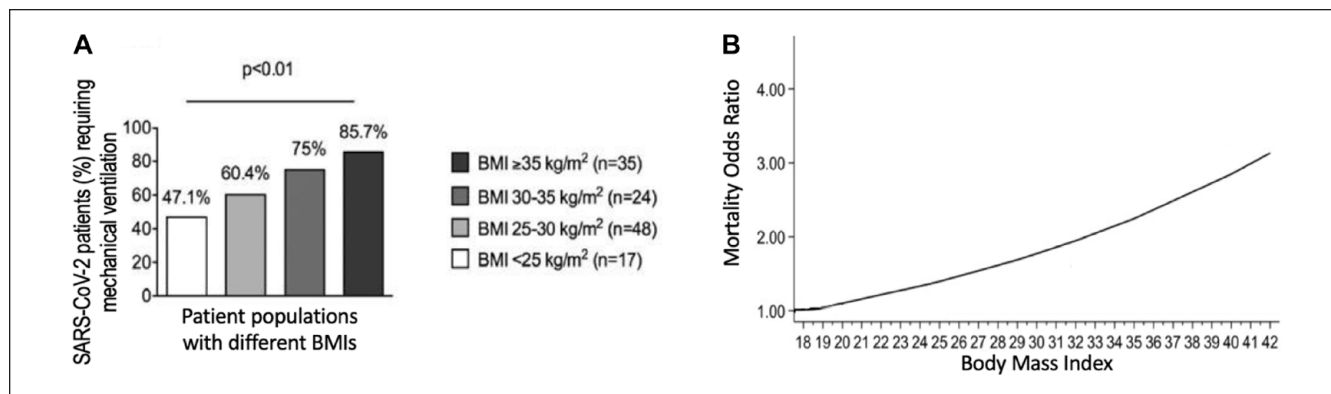 A
p<0.01
SARS-CoV-2 patients (%) requiring
mechanical ventilation
100
80
60
40
20
0
47.1%
60.4%
75%
85.7%
Patient populations
with different BMIs
BMI ≥35 kg/m² (n=35)
BMI 30-35 kg/m² (n=24)
BMI 25-30 kg/m² (n=48)
BMI <25 kg/m² (n=17)
B
Mortality Odds Ratio
4.00
3.00
2.00
1.00
18 19 20 21 22 23 24 25 26 27 28 29 30 31 32 33 34 35 36 37 38 39 40 41 42
Body Mass Index